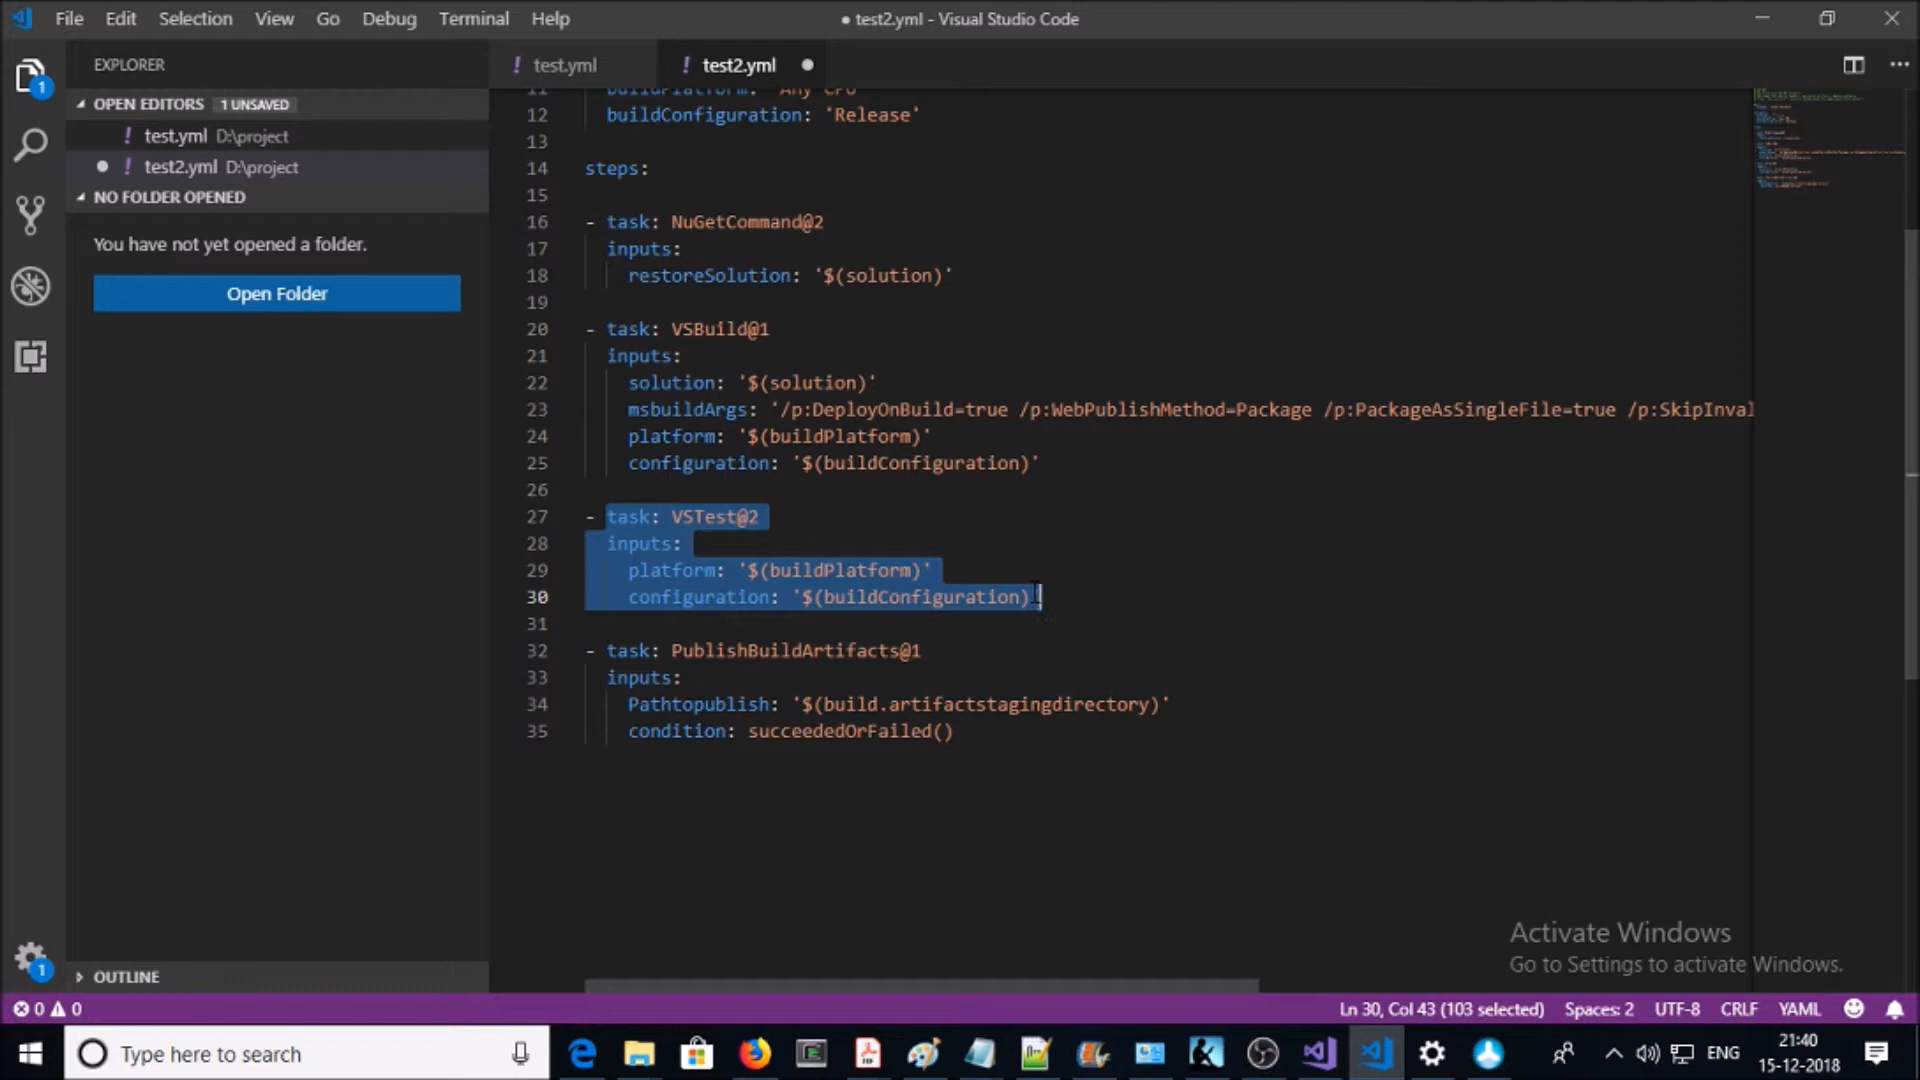 File Edit Selection View Go Debug Terminal Help
● test2.yml - Visual Studio Code
EXPLORER
OPEN EDITORS 1 UNSAVED
! test.yml D:\project
● ! test2.yml D:\project
NO FOLDER OPENED
You have not yet opened a folder.
Open Folder
OUTLINE
1
1
! test.yml
! test2.yml ●
11 buildPlatform: 'Any CPU'
12 buildConfiguration: 'Release'
13
14 steps:
15
16 - task: NuGetCommand@2
17 inputs:
18 restoreSolution: '$(solution)'
19
20 - task: VSBuild@1
21 inputs:
22 solution: '$(solution)'
23 msbuildArgs: '/p:DeployOnBuild=true /p:WebPublishMethod=Package /p:PackageAsSingleFile=true /p:SkipInval
24 platform: '$(buildPlatform)'
25 configuration: '$(buildConfiguration)'
26
27 - task: VSTest@2
28 inputs:
29 platform: '$(buildPlatform)'
30 configuration: '$(buildConfiguration)'
31
32 - task: PublishBuildArtifacts@1
33 inputs:
34 Pathtopublish: '$(build.artifactstagingdirectory)'
35 condition: succeededOrFailed()
Activate Windows
Go to Settings to activate Windows.
0 0
Ln 30, Col 43 (103 selected) Spaces: 2 UTF-8 CRLF YAML
Type here to search
ENG
21:40
15-12-2018